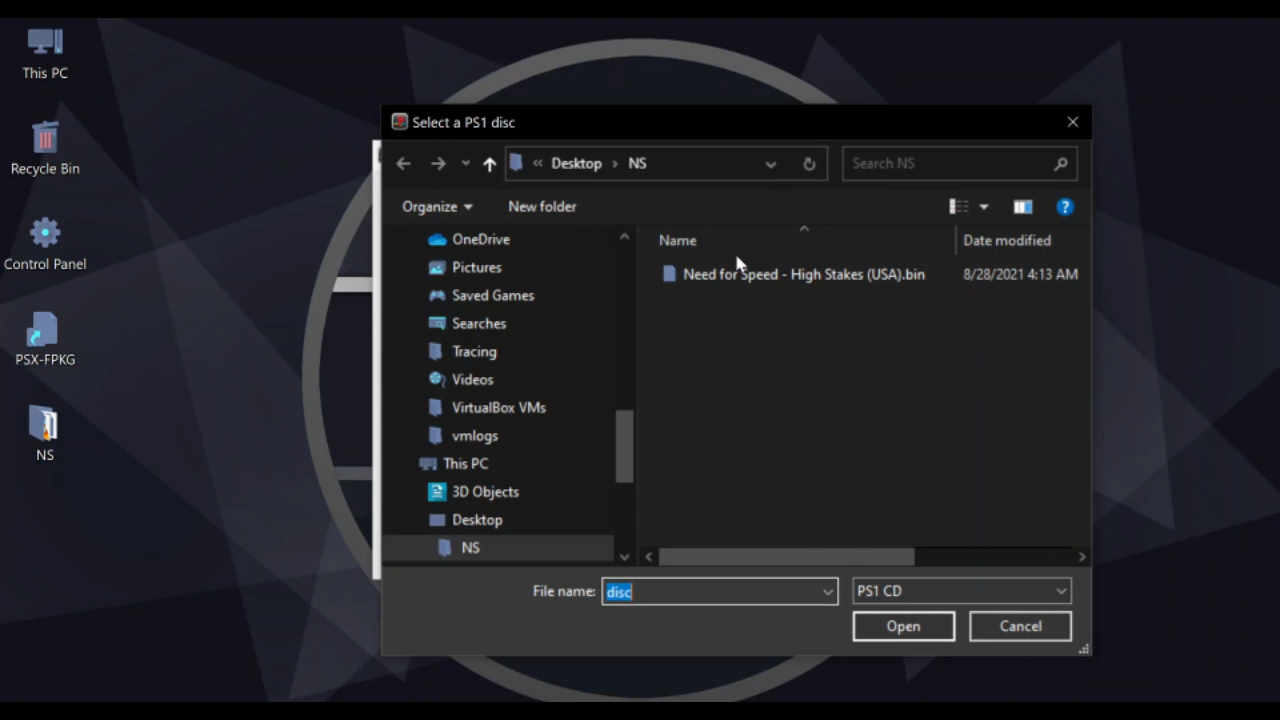 This PC
Recycle Bin
Control Panel
PSX-FPKG
NS
Select a PS1 disc
« Desktop › NS
Search NS
Organize
New folder
?
OneDrive
Pictures
Saved Games
Searches
Tracing
Videos
VirtualBox VMs
vmlogs
This PC
3D Objects
Desktop
NS
Name Date modified
Need for Speed - High Stakes (USA).bin 8/28/2021 4:13 AM
File name: disc PS1 CD
Open Cancel